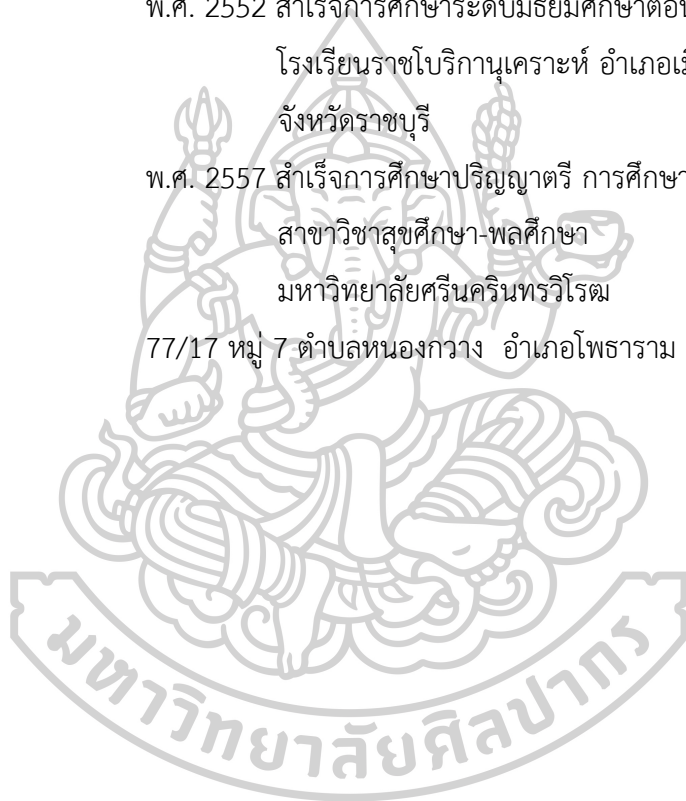 พ.ศ. 2552 สำเร็จการศึกษาระดับมัธยมศึกษาตอน
โรงเรียนราชโบริกานุเคราะห์ อำเภอ
จังหวัดราชบุรี
พ.ศ. 2557 สำเร็จการศึกษาปริญญาตรี การศึกษา
สาขาวิชาสุขศึกษา-พลศึกษา
มหาวิทยาลัยศรีนครินทรวิโรฒ
77/17 หมู่ 7 ตำบลหนองกวาง อำเภอโพธาราม
มหาวิทยาลัยศิลปากร